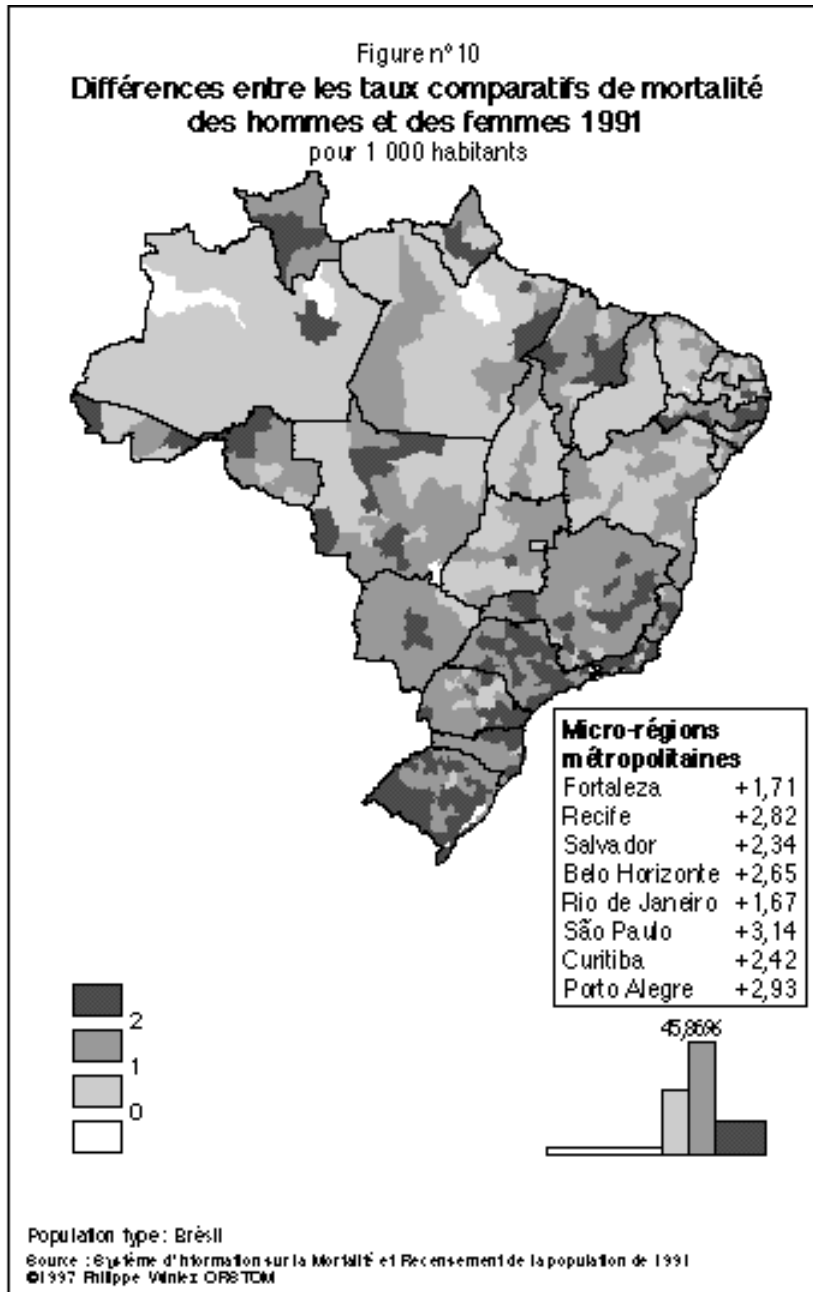 Figure n° 10
Différences entre les taux comparatifs de mortalité
des hommes et des femmes 1991
pour 1 000 habitants
Micro-régions
métropolitaines
Fortaleza +1,71
Recife +2,82
Salvador +2,34
Belo Horizonte +2,65
Rio de Janeiro +1,67
São Paulo +3,14
Curitiba +2,42
Porto Alegre +2,93
2
1
0
45,86%
Population type : Brésil
Source : Système d'Information sur la Mortalité et Recensement de la population de 1991
©1997 Philippe ORSTOM